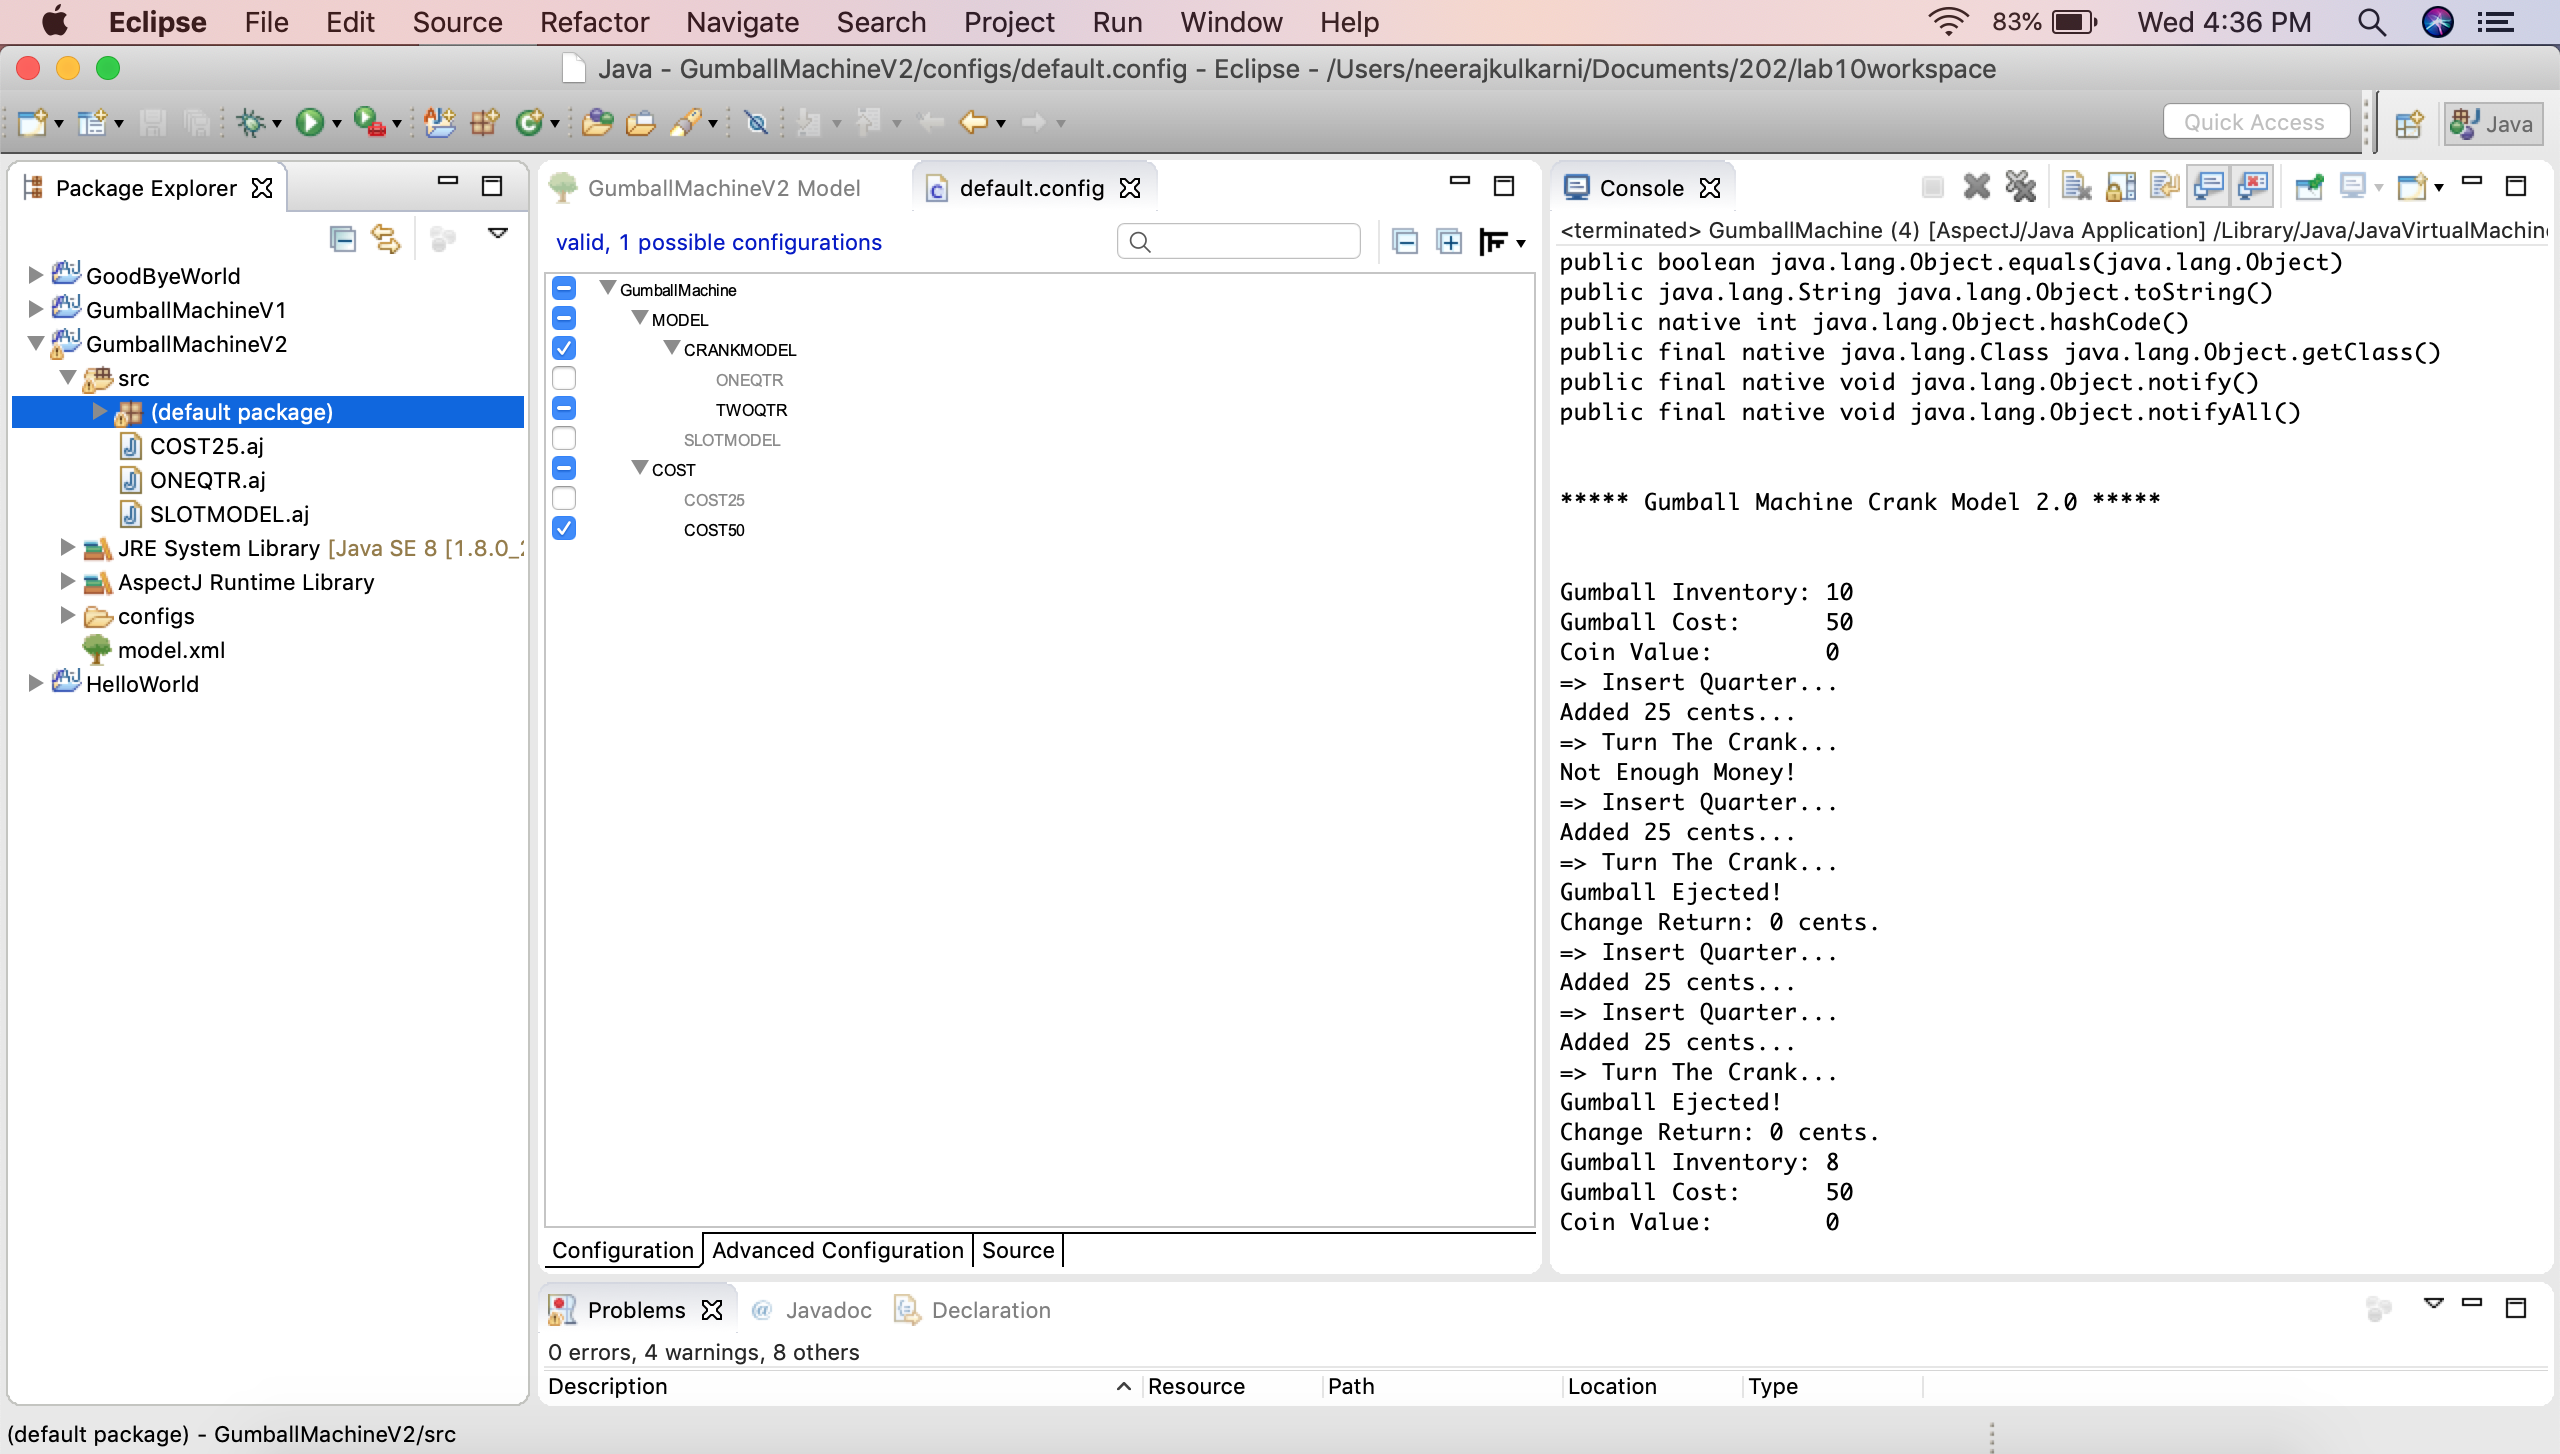 Eclipse File Edit Source Refactor Navigate Search Project Run Window Help 83% Wed 4:36 PM
Java - GumballMachineV2/configs/default.config - Eclipse - /Users/neerajkulkarni/Documents/202/lab10workspace
Quick Access
Java
Package Explorer
GoodByeWorld
GumballMachineV1
GumballMachineV2
src
(default package)
COST25.aj
ONEQTR.aj
SLOTMODEL.aj
JRE System Library [Java SE 8 [1.8.0_
AspectJ Runtime Library
configs
model.xml
HelloWorld
GumballMachineV2 Model
default.config
valid, 1 possible configurations
GumballMachine
MODEL
CRANKMODEL
ONEQTR
TWOQTR
SLOTMODEL
COST
COST25
COST50
Configuration
Advanced Configuration
Source
Console
<terminated> GumballMachine (4) [AspectJ/Java Application] /Library/Java/JavaVirtualMachin
public boolean java.lang.Object.equals(java.lang.Object)
public java.lang.String java.lang.Object.toString()
public native int java.lang.Object.hashCode()
public final native java.lang.Class java.lang.Object.getClass()
public final native void java.lang.Object.notify()
public final native void java.lang.Object.notifyAll()
***** Gumball Machine Crank Model 2.0 *****
Gumball Inventory: 10
Gumball Cost: 50
Coin Value: 0
=> Insert Quarter...
Added 25 cents...
=> Turn The Crank...
Not Enough Money!
=> Insert Quarter...
Added 25 cents...
=> Turn The Crank...
Gumball Ejected!
Change Return: 0 cents.
=> Insert Quarter...
Added 25 cents...
=> Insert Quarter...
Added 25 cents...
=> Turn The Crank...
Gumball Ejected!
Change Return: 0 cents.
Gumball Inventory: 8
Gumball Cost: 50
Coin Value: 0
Problems
Javadoc
Declaration
0 errors, 4 warnings, 8 others
Description Resource Path Location Type
(default package) - GumballMachineV2/src